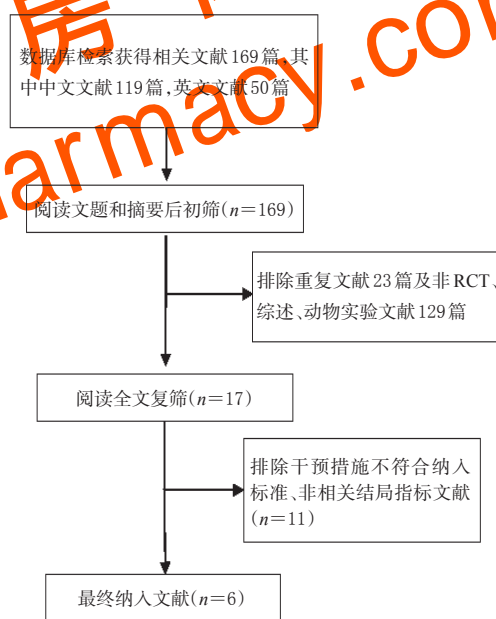 房
harmacy.com
数据库检索获得相关文献169篇,其
中中文文献119篇,英文文献50篇
阅读文题和摘要后初筛(n=169)
排除重复文献23篇及非RCT、
综述、动物实验文献129篇
阅读全文复筛(n=17)
排除干预措施不符合纳入
标准、非相关结局指标文献
(n=11)
最终纳入文献(n=6)